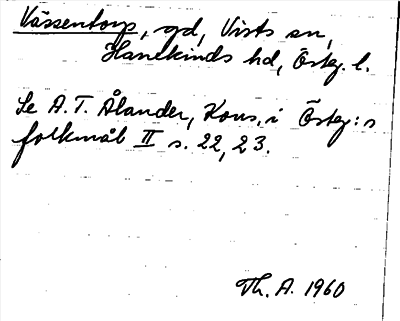 Vässentorp, gd, Vists sn,
Hanekinds hd, Östg. l.
Se A. T. Ålander, Kons. i Östg:s
folkmål II s. 22, 23.
Th. A. 1960